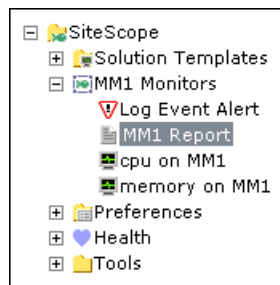 SiteScope
Solution Templates
MM1 Monitors
Log Event Alert
MM1 Report
cpu on MM1
memory on MM1
Preferences
Health
Tools